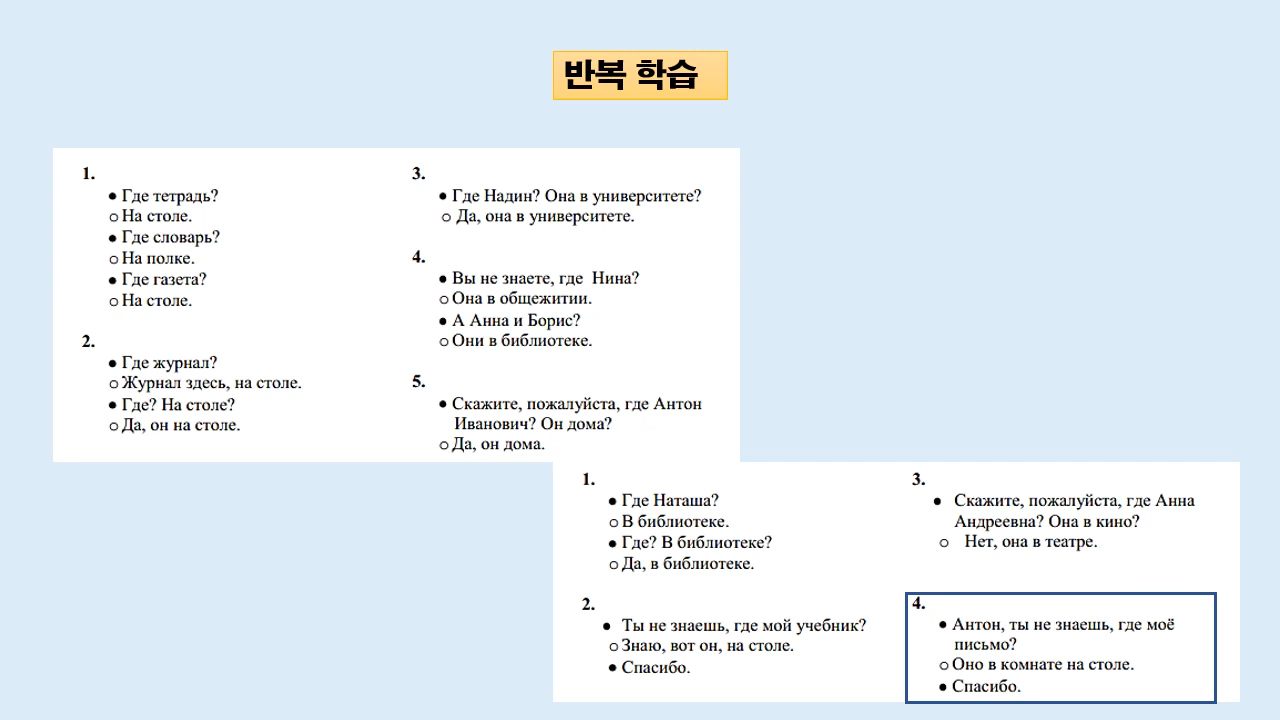 반복 학습
1.
● Где тетрадь?
○ На столе.
● Где словарь?
○ На полке.
● Где газета?
○ На столе.
2.
● Где журнал?
○ Журнал здесь, на столе.
● Где? На столе?
○ Да, он на столе.
3.
● Где Надин? Она в университете?
○ Да, она в университете.
4.
● Вы не знаете, где Нина?
○ Она в общежитии.
● А Анна и Борис?
○ Они в библиотеке.
5.
● Скажите, пожалуйста, где Антон
Иванович? Он дома?
○ Да, он дома.
1.
● Где Наташа?
○ В библиотеке.
● Где? В библиотеке?
○ Да, в библиотеке.
2.
● Ты не знаешь, где мой учебник?
○ Знаю, вот он, на столе.
● Спасибо.
3.
● Скажите, пожалуйста, где Анна
Андреевна? Она в кино?
○ Нет, она в театре.
4.
● Антон, ты не знаешь, где моё
письмо?
○ Оно в комнате на столе.
● Спасибо.